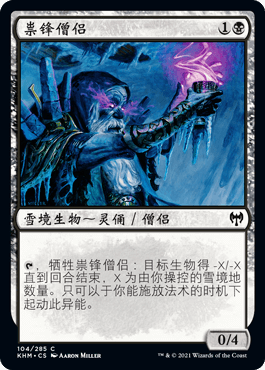 祟锋僧侣 1
雪境生物～灵俑／僧侣
，牺牲祟锋僧侣：目标生物得 -X/-X
直到回合结束，X 为由你操控的雪境地
数量。只可以于你能施放法术的时机下
起动此异能。
0/4
104/285 C
KHM • CS AARON MILLER
™ & © 2021 Wizards of the Coast